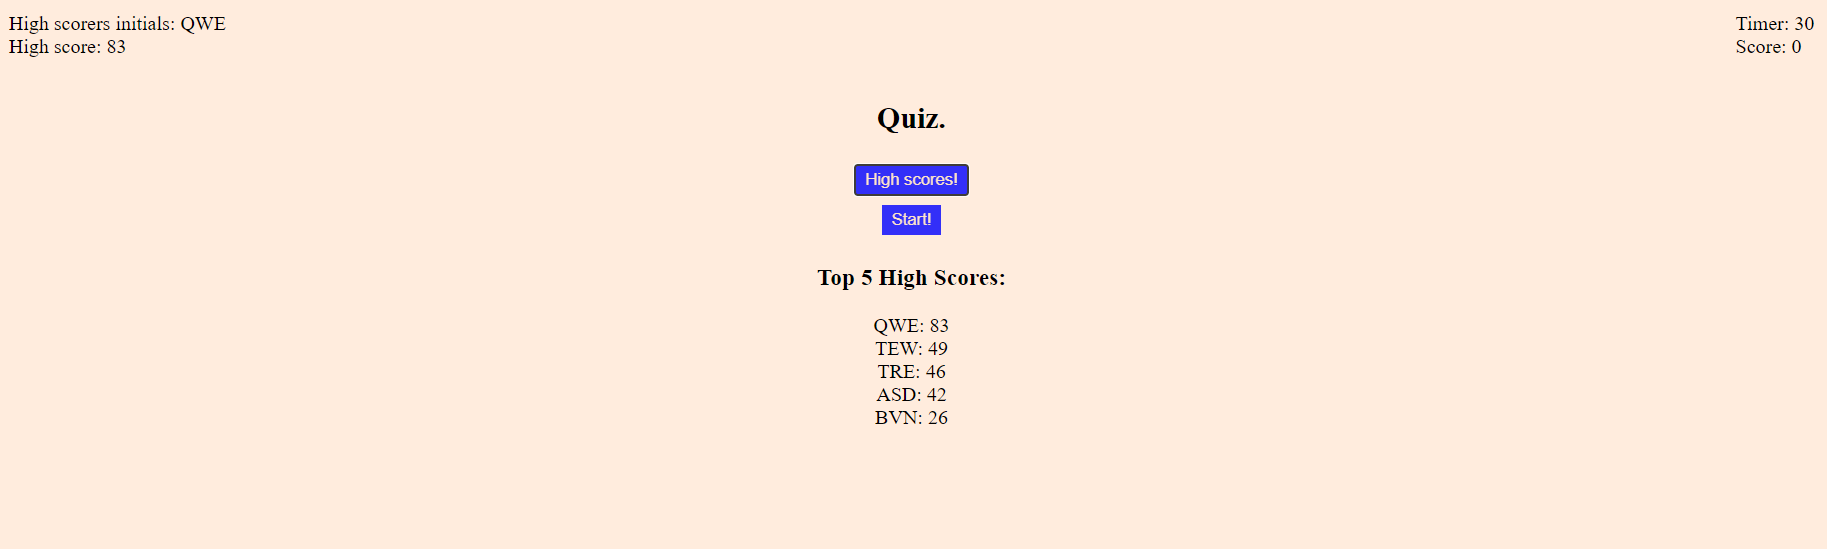 High scorers initials: QWE
High score: 83
Timer: 30
Score: 0
Quiz.
High scores!
Start!
Top 5 High Scores:
QWE: 83
TEW: 49
TRE: 46
ASD: 42
BVN: 26